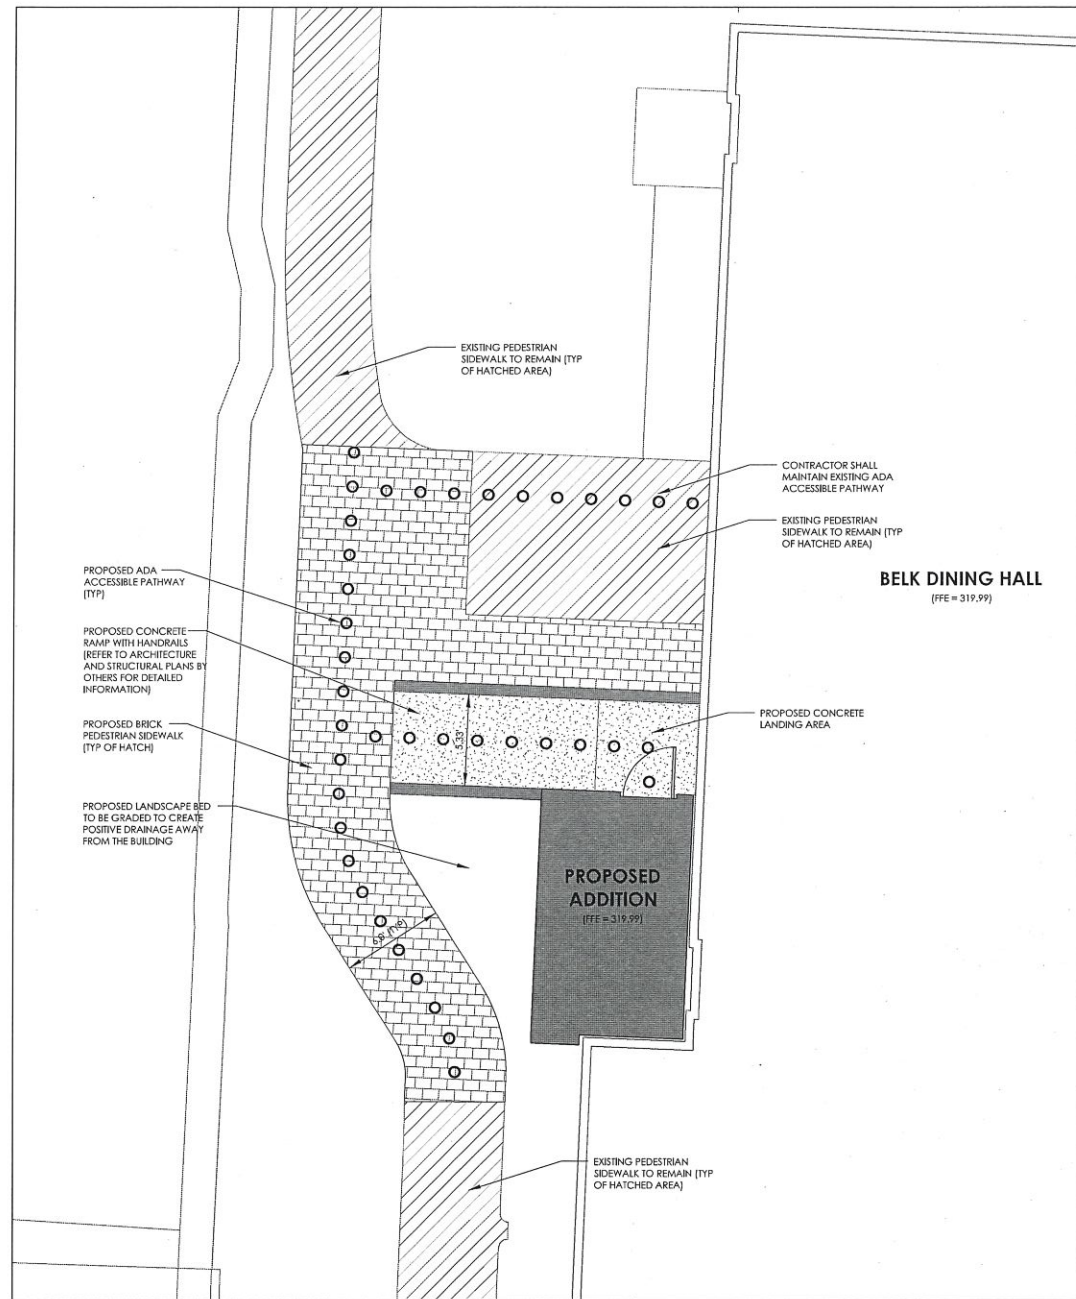 EXISTING PEDESTRIAN
SIDEWALK TO REMAIN (TYP
OF HATCHED AREA)
CONTRACTOR SHALL
MAINTAIN EXISTING ADA
ACCESSIBLE PATHWAY
EXISTING PEDESTRIAN
SIDEWALK TO REMAIN (TYP
OF HATCHED AREA)
BELK DINING HALL
(FFE = 319.99)
PROPOSED ADA
ACCESSIBLE PATHWAY
(TYP)
PROPOSED CONCRETE
RAMP WITH HANDRAILS
(REFER TO ARCHITECTURE
AND STRUCTURAL PLANS BY
OTHERS FOR DETAILED
INFORMATION)
PROPOSED BRICK
PEDESTRIAN SIDEWALK
(TYP OF HATCH)
5.33'
PROPOSED CONCRETE
LANDING AREA
PROPOSED LANDSCAPE BED
TO BE GRADED TO CREATE
POSITIVE DRAINAGE AWAY
FROM THE BUILDING
PROPOSED
ADDITION
(FFE = 319.99)
(TYP)
EXISTING PEDESTRIAN
SIDEWALK TO REMAIN (TYP
OF HATCHED AREA)